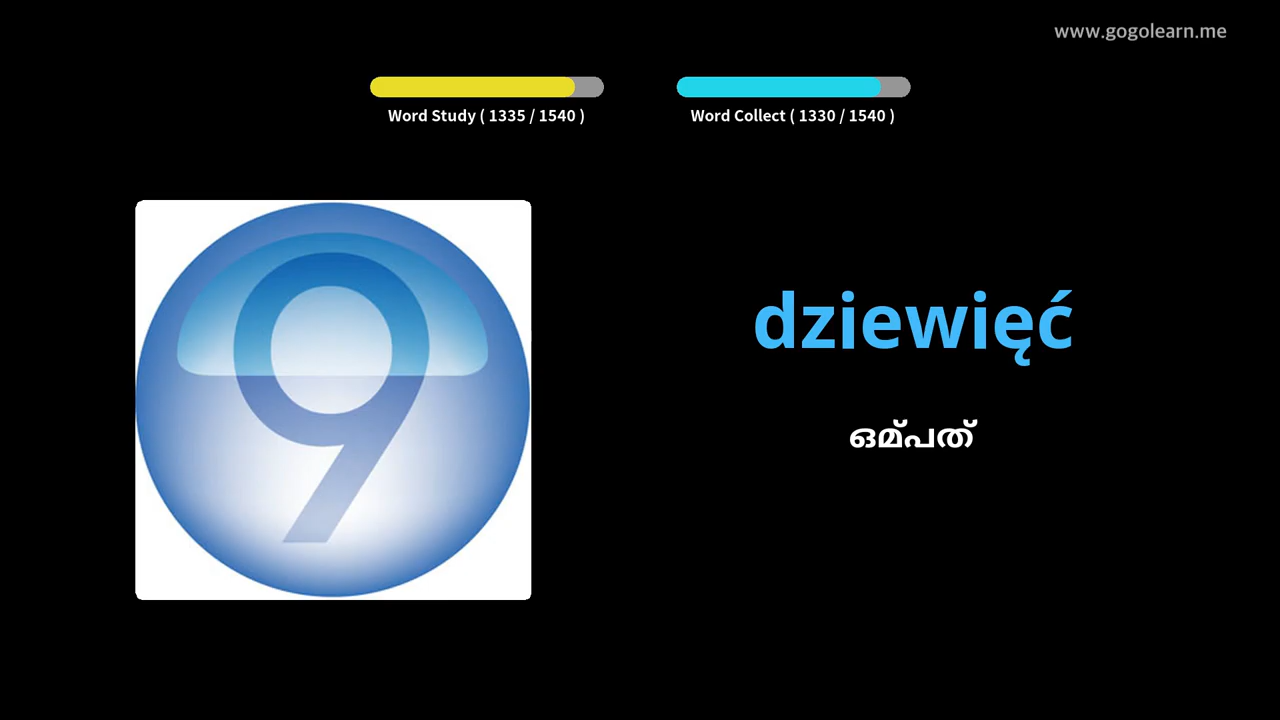 www.gogolearn.me
Word Study ( 1335 / 1540 )
Word Collect ( 1330 / 1540 )
9
dziewięć
ഒമ്പത്